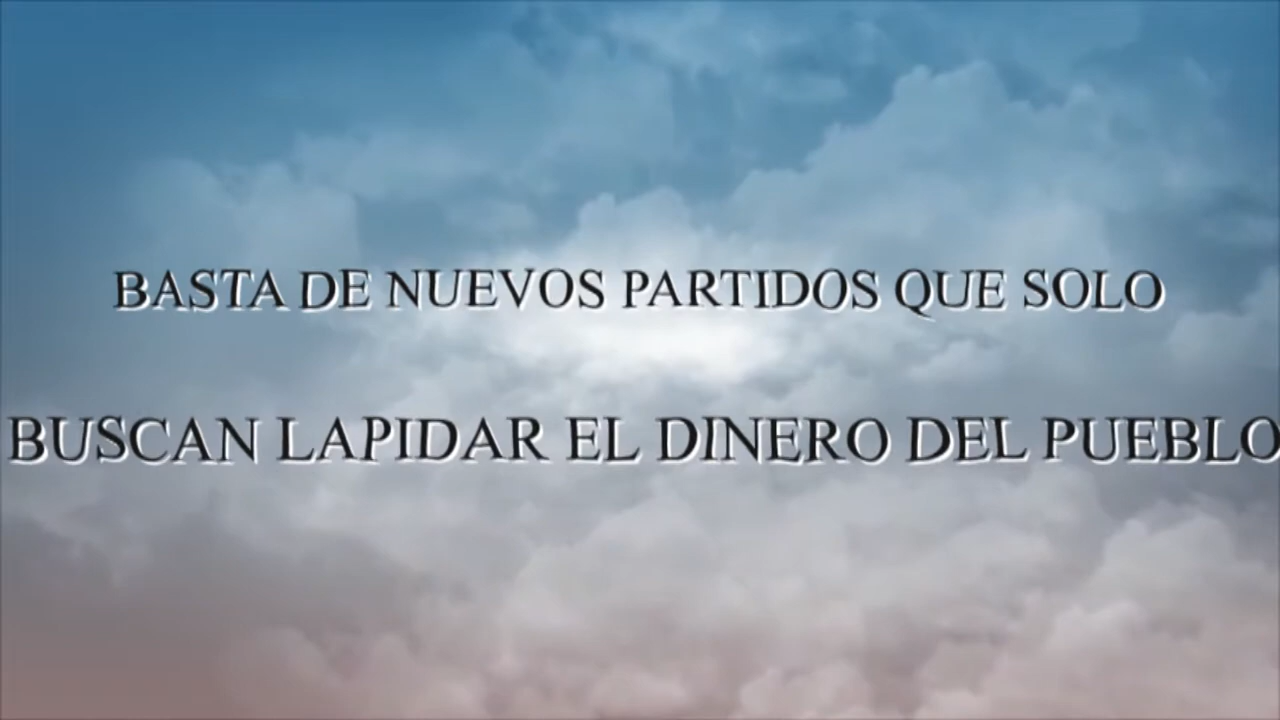 BASTA DE NUEVOS PARTIDOS QUE SOLO
BUSCAN LAPIDAR EL DINERO DEL PUEBLO